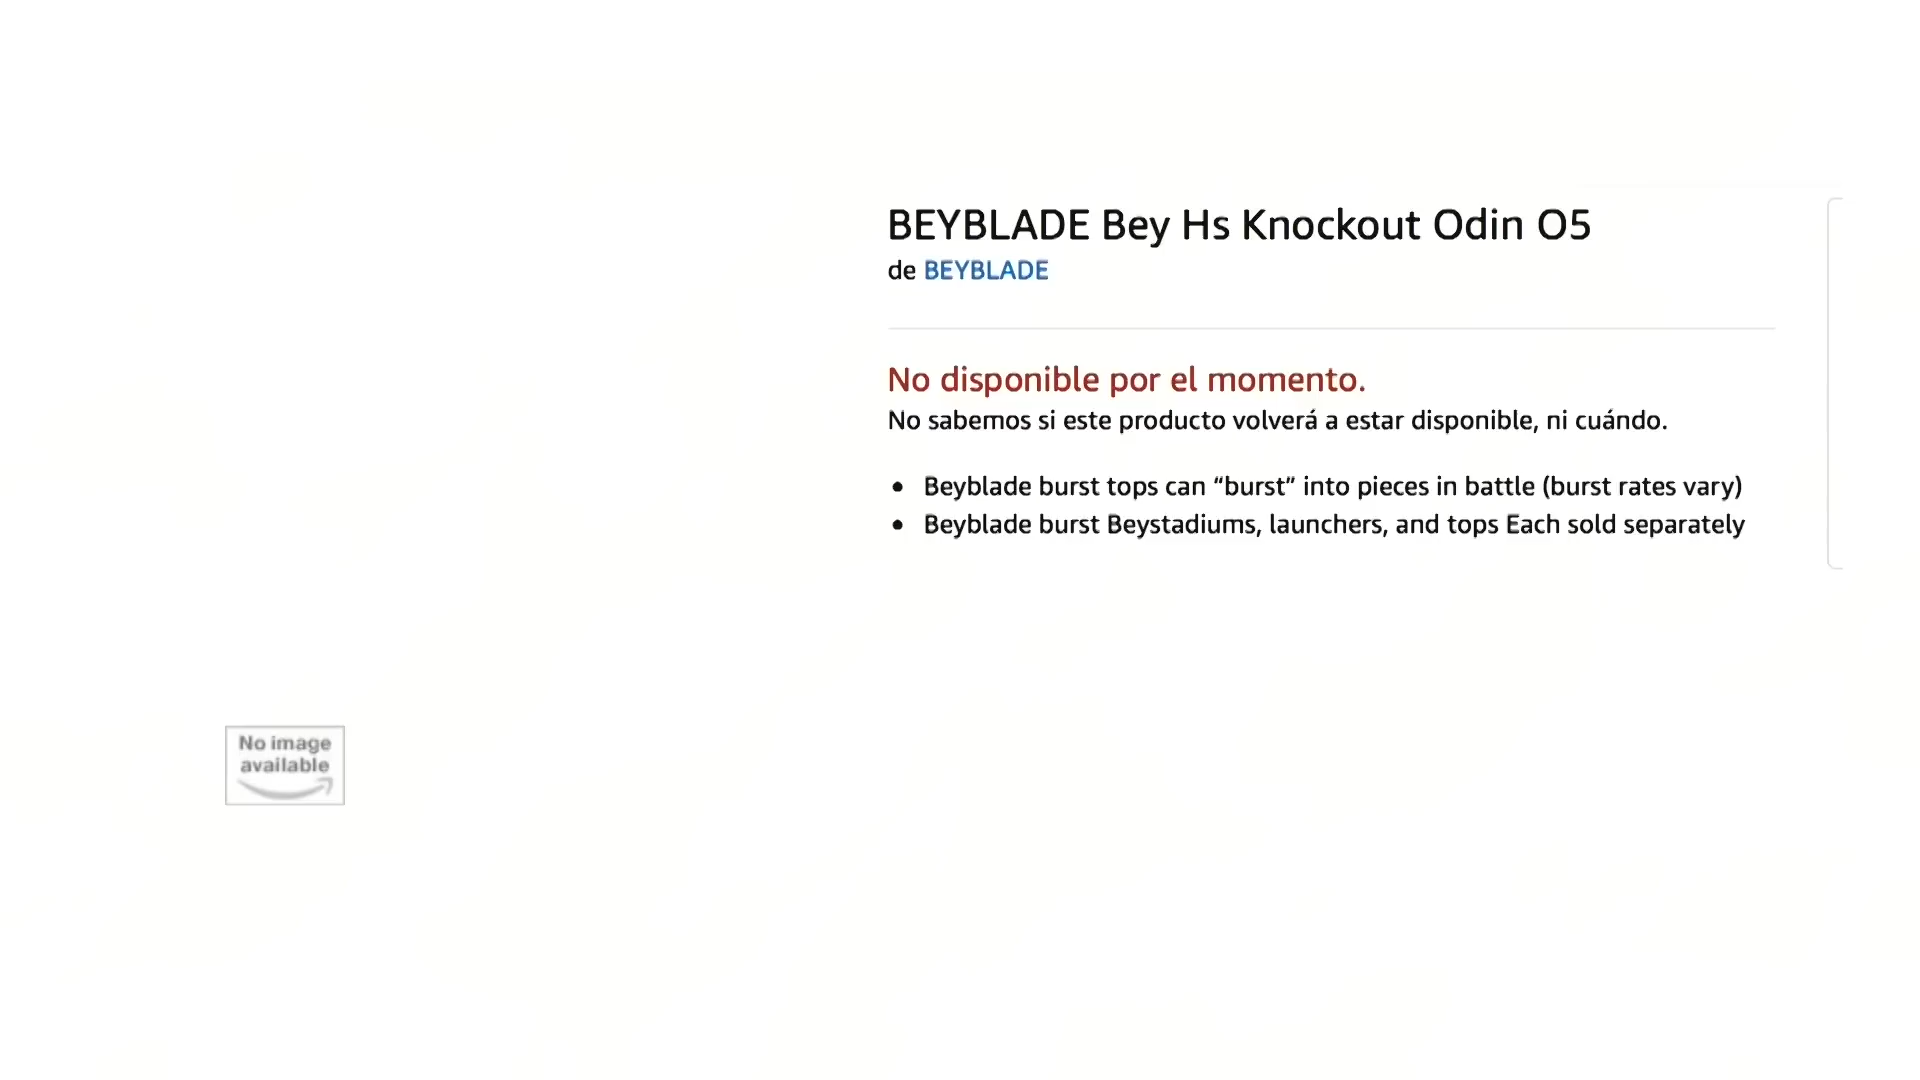 BEYBLADE Bey Hs Knockout Odin O5
de BEYBLADE
No disponible por el momento.
No sabemos si este producto volverá a estar disponible, ni cuándo.
• Beyblade burst tops can “burst” into pieces in battle (burst rates vary)
• Beyblade burst Beystadiums, launchers, and tops Each sold separately
No image
available